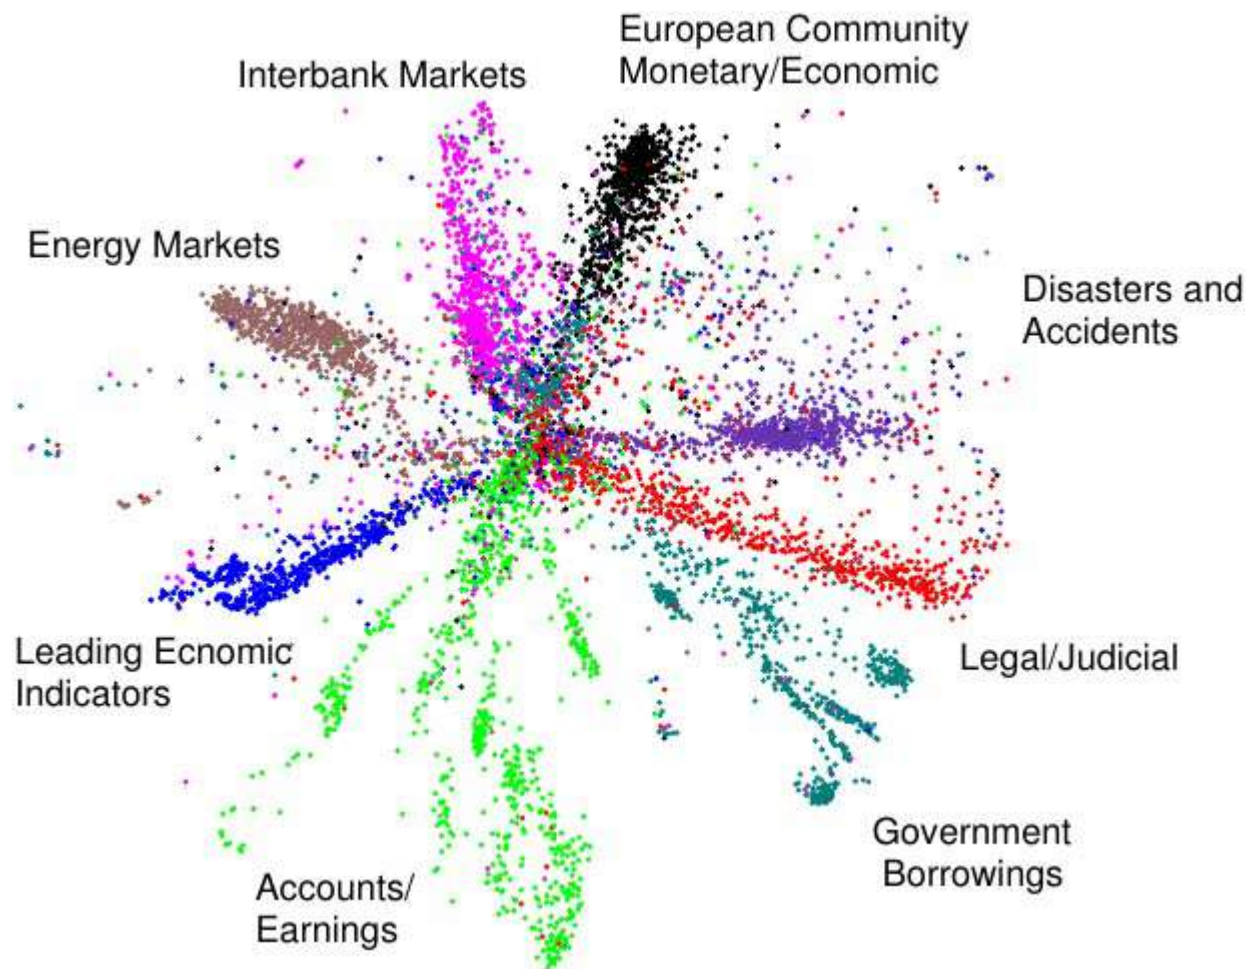 European Community
Monetary/Economic
Interbank Markets
Energy Markets
Disasters and
Accidents
Leading Ecnomic
Indicators
Legal/Judicial
Government
Borrowings
Accounts/
Earnings